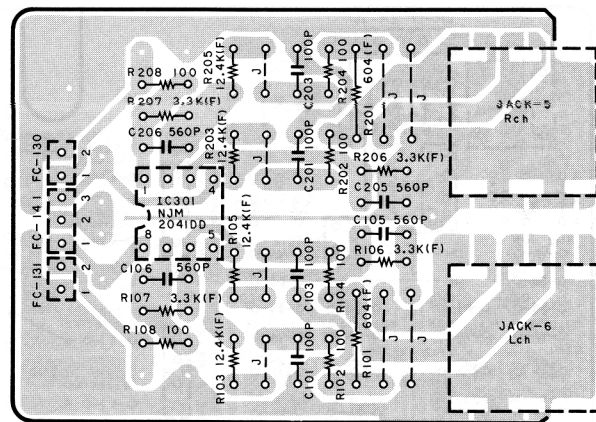 R208 100
R207 3.3K(F)
C206 560P
R205 12.4K(F)
J
C203 100P
R204 100
R201 604(F)
J
J
JACK-5
Rch
R203 12.4K(F)
J
C201 100P
R202 100
R206 3.3K(F)
C205 560P
C105 560P
R106 3.3K(F)
FC-130
2
1
FC-141
3
2
1
FC-131
2
1
1
4
IC301
NJM
2041DD
8
5
R105 12.4K(F)
J
C103 100P
R104 100
C106 560P
R107 3.3K(F)
R108 100
R103 12.4K(F)
J
C101 100P
R102 100
R101 604(F)
J
J
JACK-6
Lch